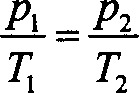 p₁/T₁ = p₂/T₂